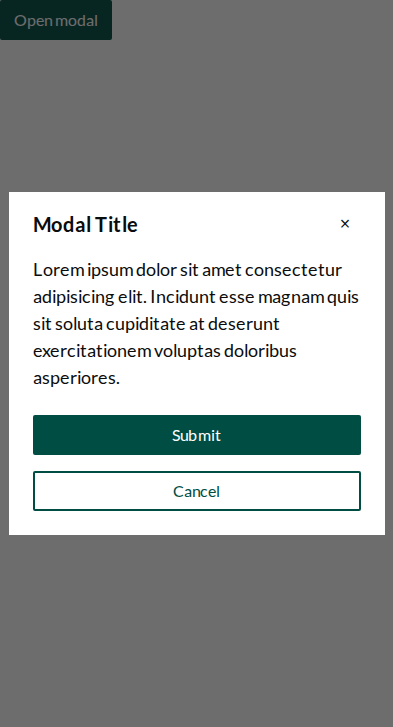 Open modal
Modal Title ×
Lorem ipsum dolor sit amet consectetur
adipisicing elit. Incidunt esse magnam quis
sit soluta cupiditate at deserunt
exercitationem voluptas doloribus
asperiores.
Submit
Cancel